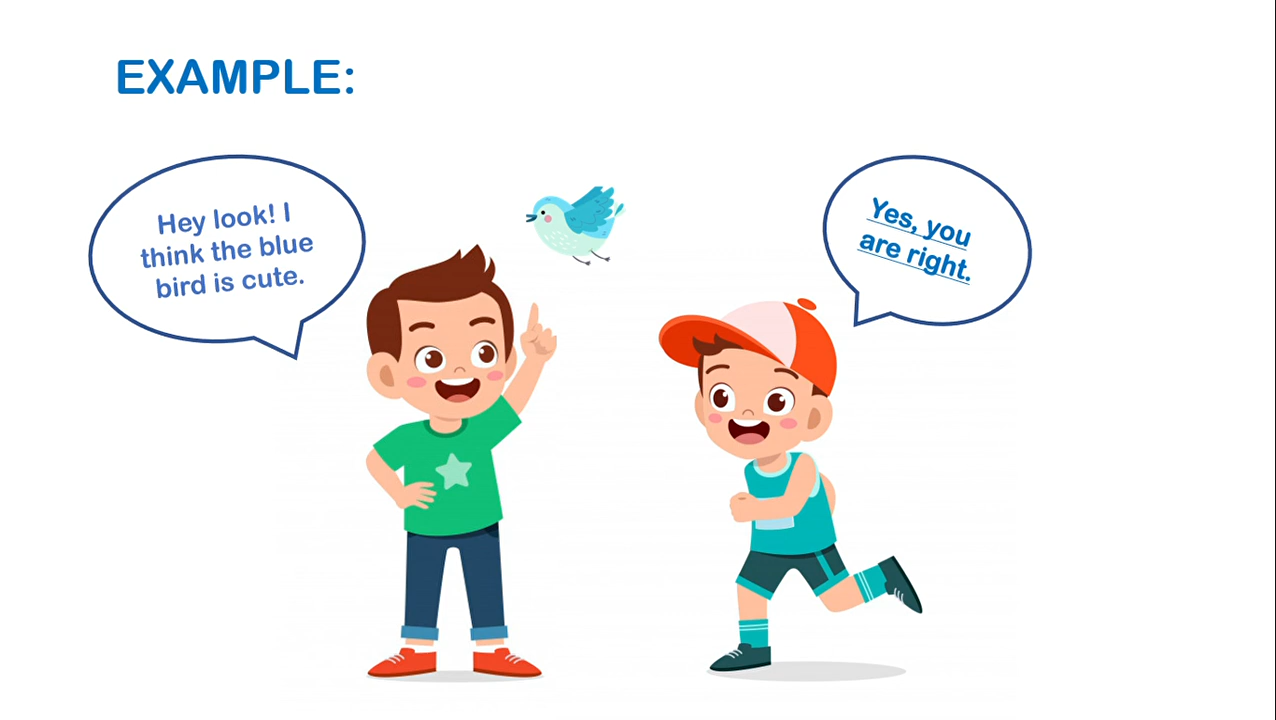 EXAMPLE:
Hey look! I
think the blue
bird is cute.
Yes, you
are right.